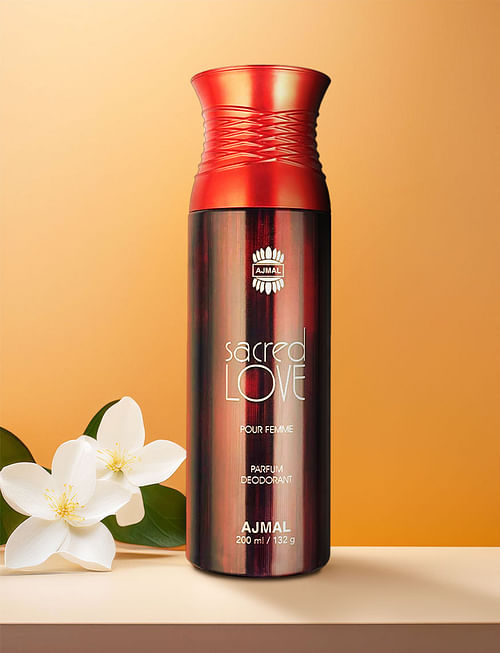 AJMAL
sacred
LOVE
POUR FEMME
PARFUM
DEODORANT
AJMAL
200 ml / 132 g